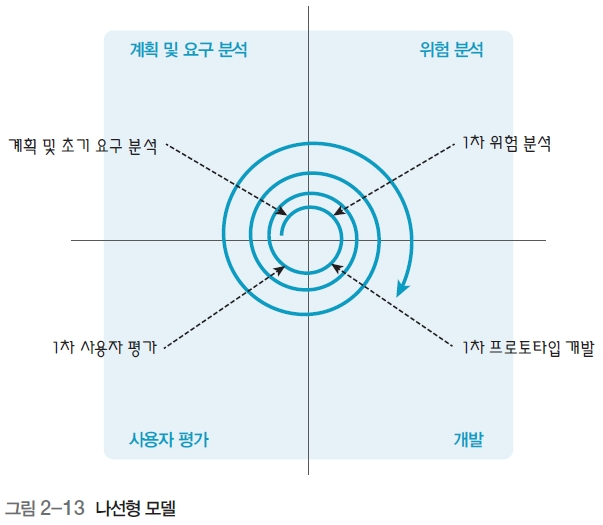 계획 및 요구 분석
위험 분석
계획 및 초기 요구 분석
1차 위험 분석
1차 사용자 평가
1차 프로토타입 개발
사용자 평가
개발
그림 2-13 나선형 모델